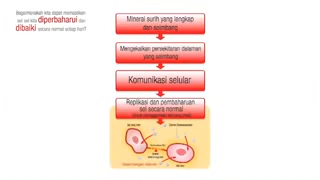 Bagaimanakah kita dapat memastikan
sel sel kita diperbaharui dan
dibaiki secara normal setiap hari?
Mineral surih yang lengkap
dan seimbang
Mengekalkan persekitaran dalaman
yang seimbang
Komunikasi selular
Replikasi dan pembaharuan
sel secara normal